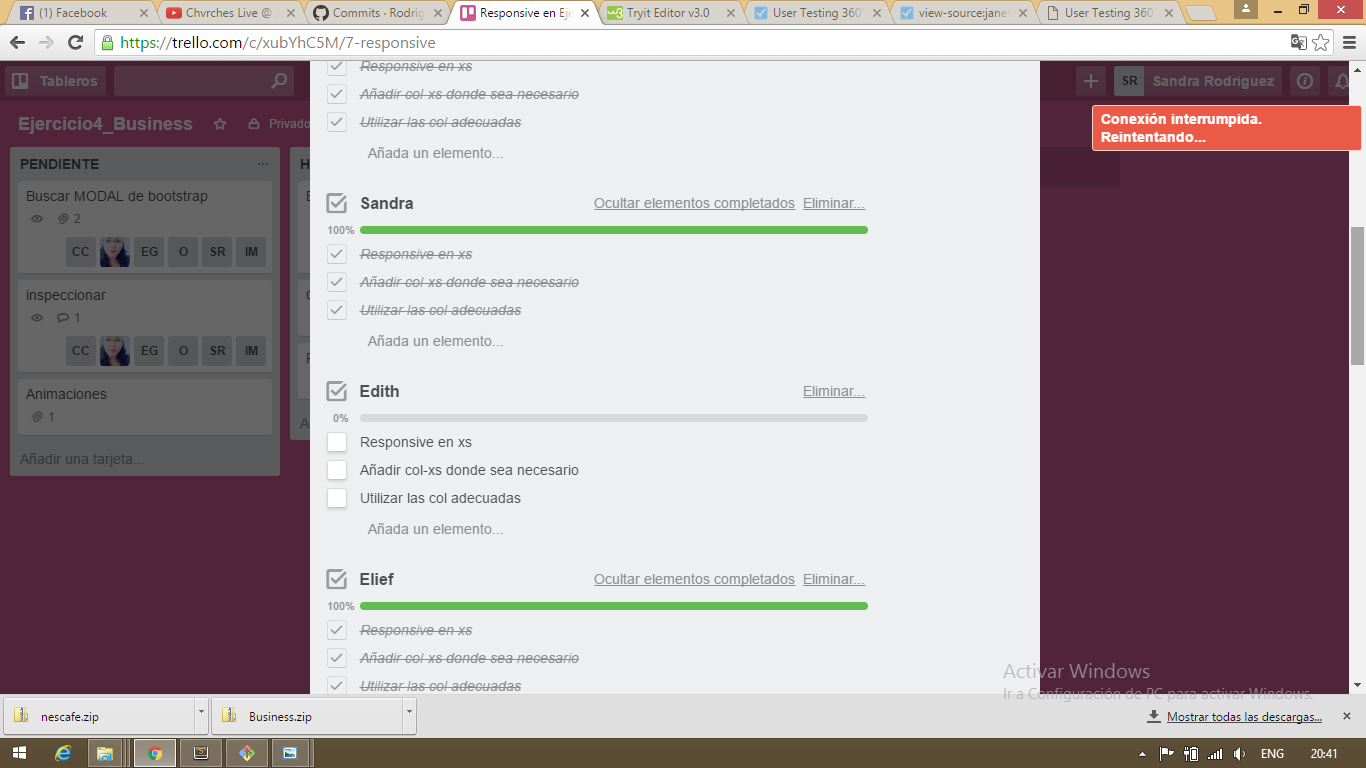 (1) Facebook
Chvrches Live @
Commits · Rodrig
Responsive en Eje
Tryit Editor v3.0
User Testing 360°
view-source:janet
User Testing 360°
https://trello.com/c/xubYhC5M/7-responsive
Tableros
SR
Sandra Rodriguez
Ejercicio4_Business
Privado
Conexión interrumpida.
Reintentando...
PENDIENTE
Buscar MODAL de bootstrap
2
CC EG O SR IM
inspeccionar
1
CC EG O SR IM
Animaciones
1
Añadir una tarjeta...
Responsive en xs
Añadir col-xs donde sea necesario
Utilizar las col adecuadas
Añada un elemento...
Sandra
Ocultar elementos completados Eliminar...
100%
Responsive en xs
Añadir col-xs donde sea necesario
Utilizar las col adecuadas
Añada un elemento...
Edith
Eliminar...
0%
Responsive en xs
Añadir col-xs donde sea necesario
Utilizar las col adecuadas
Añada un elemento...
Elief
Ocultar elementos completados Eliminar...
100%
Responsive en xs
Añadir col-xs donde sea necesario
Utilizar las col adecuadas
Activar Windows
Ir a Configuración de PC para activar Windows.
nescafe.zip
Business.zip
Mostrar todas las descargas...
ENG
20:41